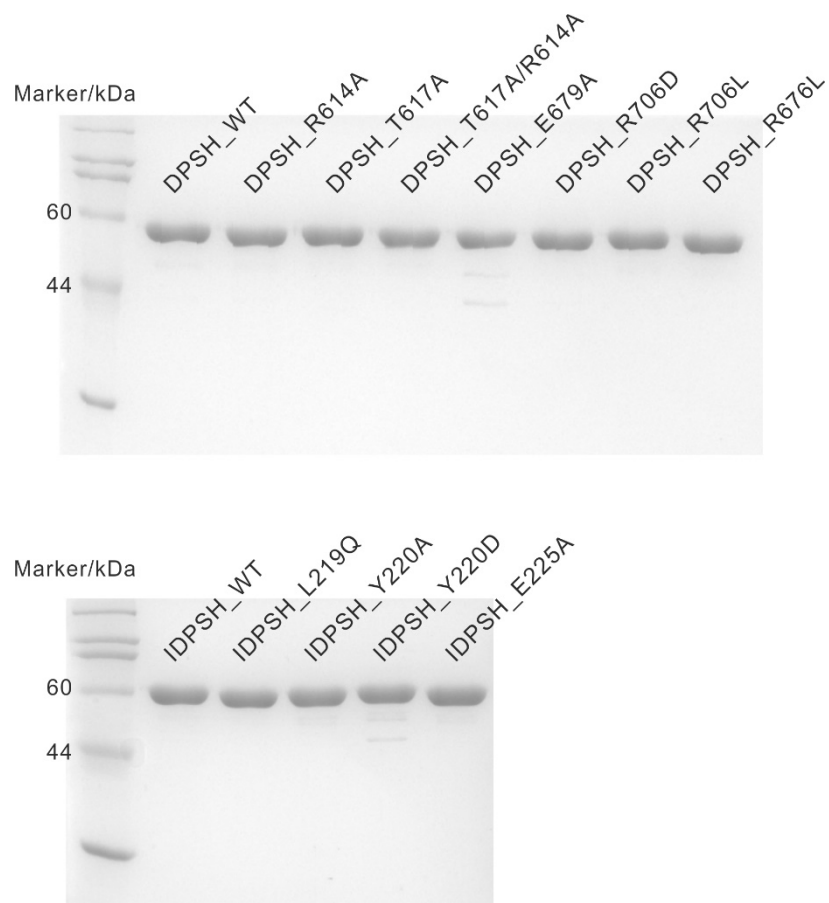 Marker/kDa
DPSH_WT
DPSH_R614A
DPSH_T617A
DPSH_T617A/R614A
DPSH_E679A
DPSH_R706D
DPSH_R706L
DPSH_R676L
60
44
Marker/kDa
IDPSH_WT
IDPSH_L219Q
IDPSH_Y220A
IDPSH_Y220D
IDPSH_E225A
60
44